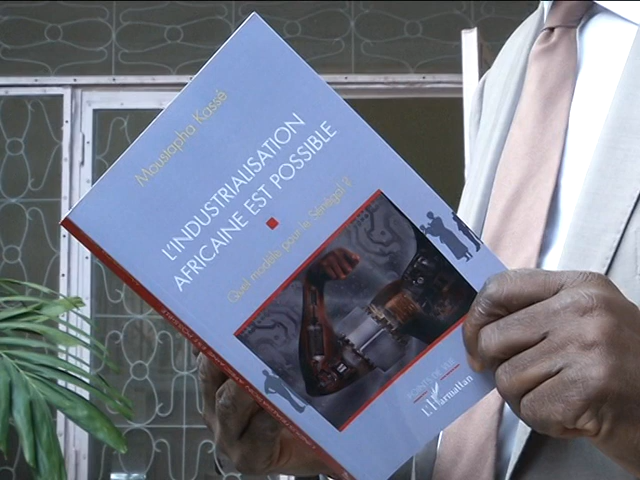 Moustapha Kassé
L'INDUSTRIALISATION
AFRICAINE EST POSSIBLE
Quel modèle pour le Sénégal ?
POINTS DE VUE
L'Harmattan